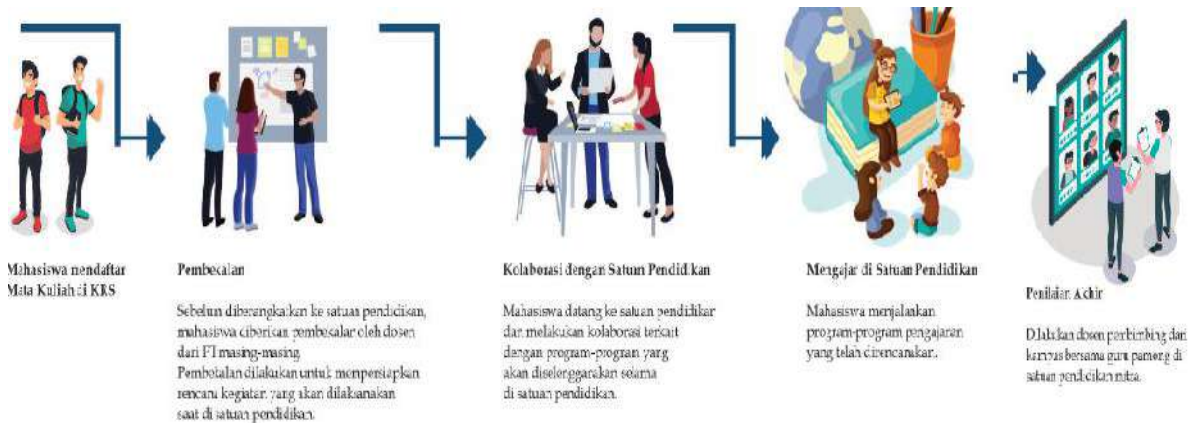 Mahasiswa mendaftar
Mata Kuliah di KRS
Pembekalan
Sebelum diberangkatkan ke satuan pendidikan,
mahasiswa diberikan pembekalan oleh dosen
dari PT masing-masing.
Pembekalan dilakukan untuk mempersiapkan
rencana kegiatan yang akan dilaksanakan
saat di satuan pendidikan.
Kolaborasi dengan Satuan Pendidikan
Mahasiswa datang ke satuan pendidikan
dan melakukan kolaborasi terkait
dengan program-program yang
akan diselenggarakan selama
di satuan pendidikan.
Mengajar di Satuan Pendidikan
Mahasiswa menjalankan
program-program pengajaran
yang telah direncanakan.
Penilaian Akhir
Dilakukan dosen pembimbing dari
kampus bersama guru pamong di
satuan pendidikan mitra.